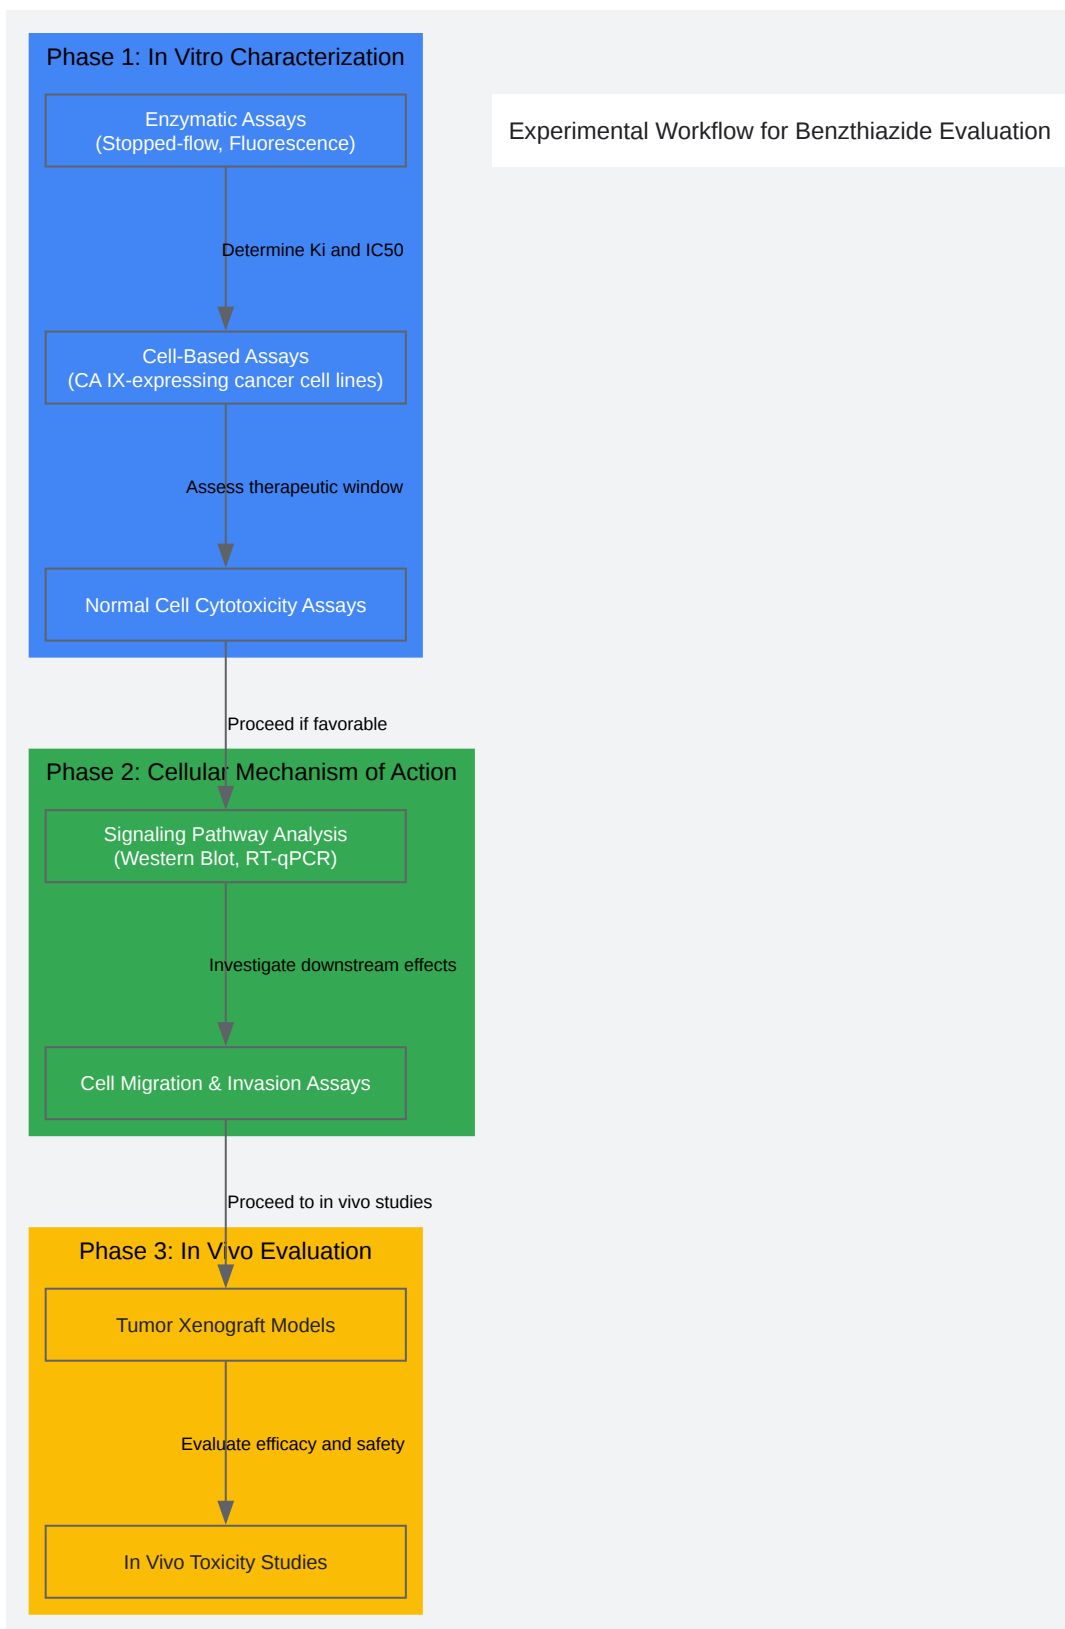 Phase 1: In Vitro Characterization
Enzymatic Assays
(Stopped-flow, Fluorescence)
Experimental Workflow for Benzthiazide Evaluation
Determine Ki and IC50
Cell-Based Assays
(CA IX-expressing cancer cell lines)
Assess therapeutic window
Normal Cell Cytotoxicity Assays
Proceed if favorable
Phase 2: Cellular Mechanism of Action
Signaling Pathway Analysis
(Western Blot, RT-qPCR)
Investigate downstream effects
Cell Migration & Invasion Assays
Proceed to in vivo studies
Phase 3: In Vivo Evaluation
Tumor Xenograft Models
Evaluate efficacy and safety
In Vivo Toxicity Studies